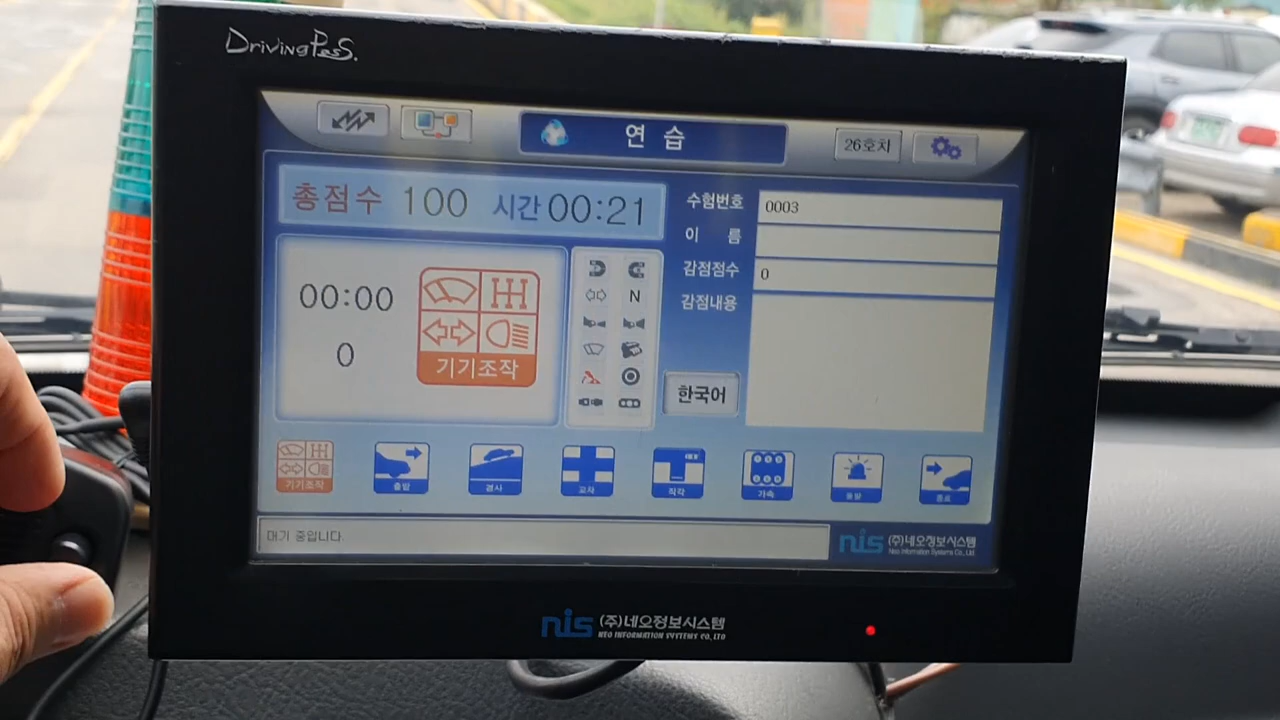 DrivingPass.
연습
26호차
총점수 100 시간 00:21
수험번호 0003
이름
감점점수 0
감점내용
00:00
0
기기조작
N
한국어
기기조작 출발 경사 교차 직각 가속 돌발 종료
대기 중입니다.
nis (주)네오정보시스템
Neo Information Systems Co., Ltd.
nis (주)네오정보시스템
NEO INFORMATION SYSTEMS CO,.LTD